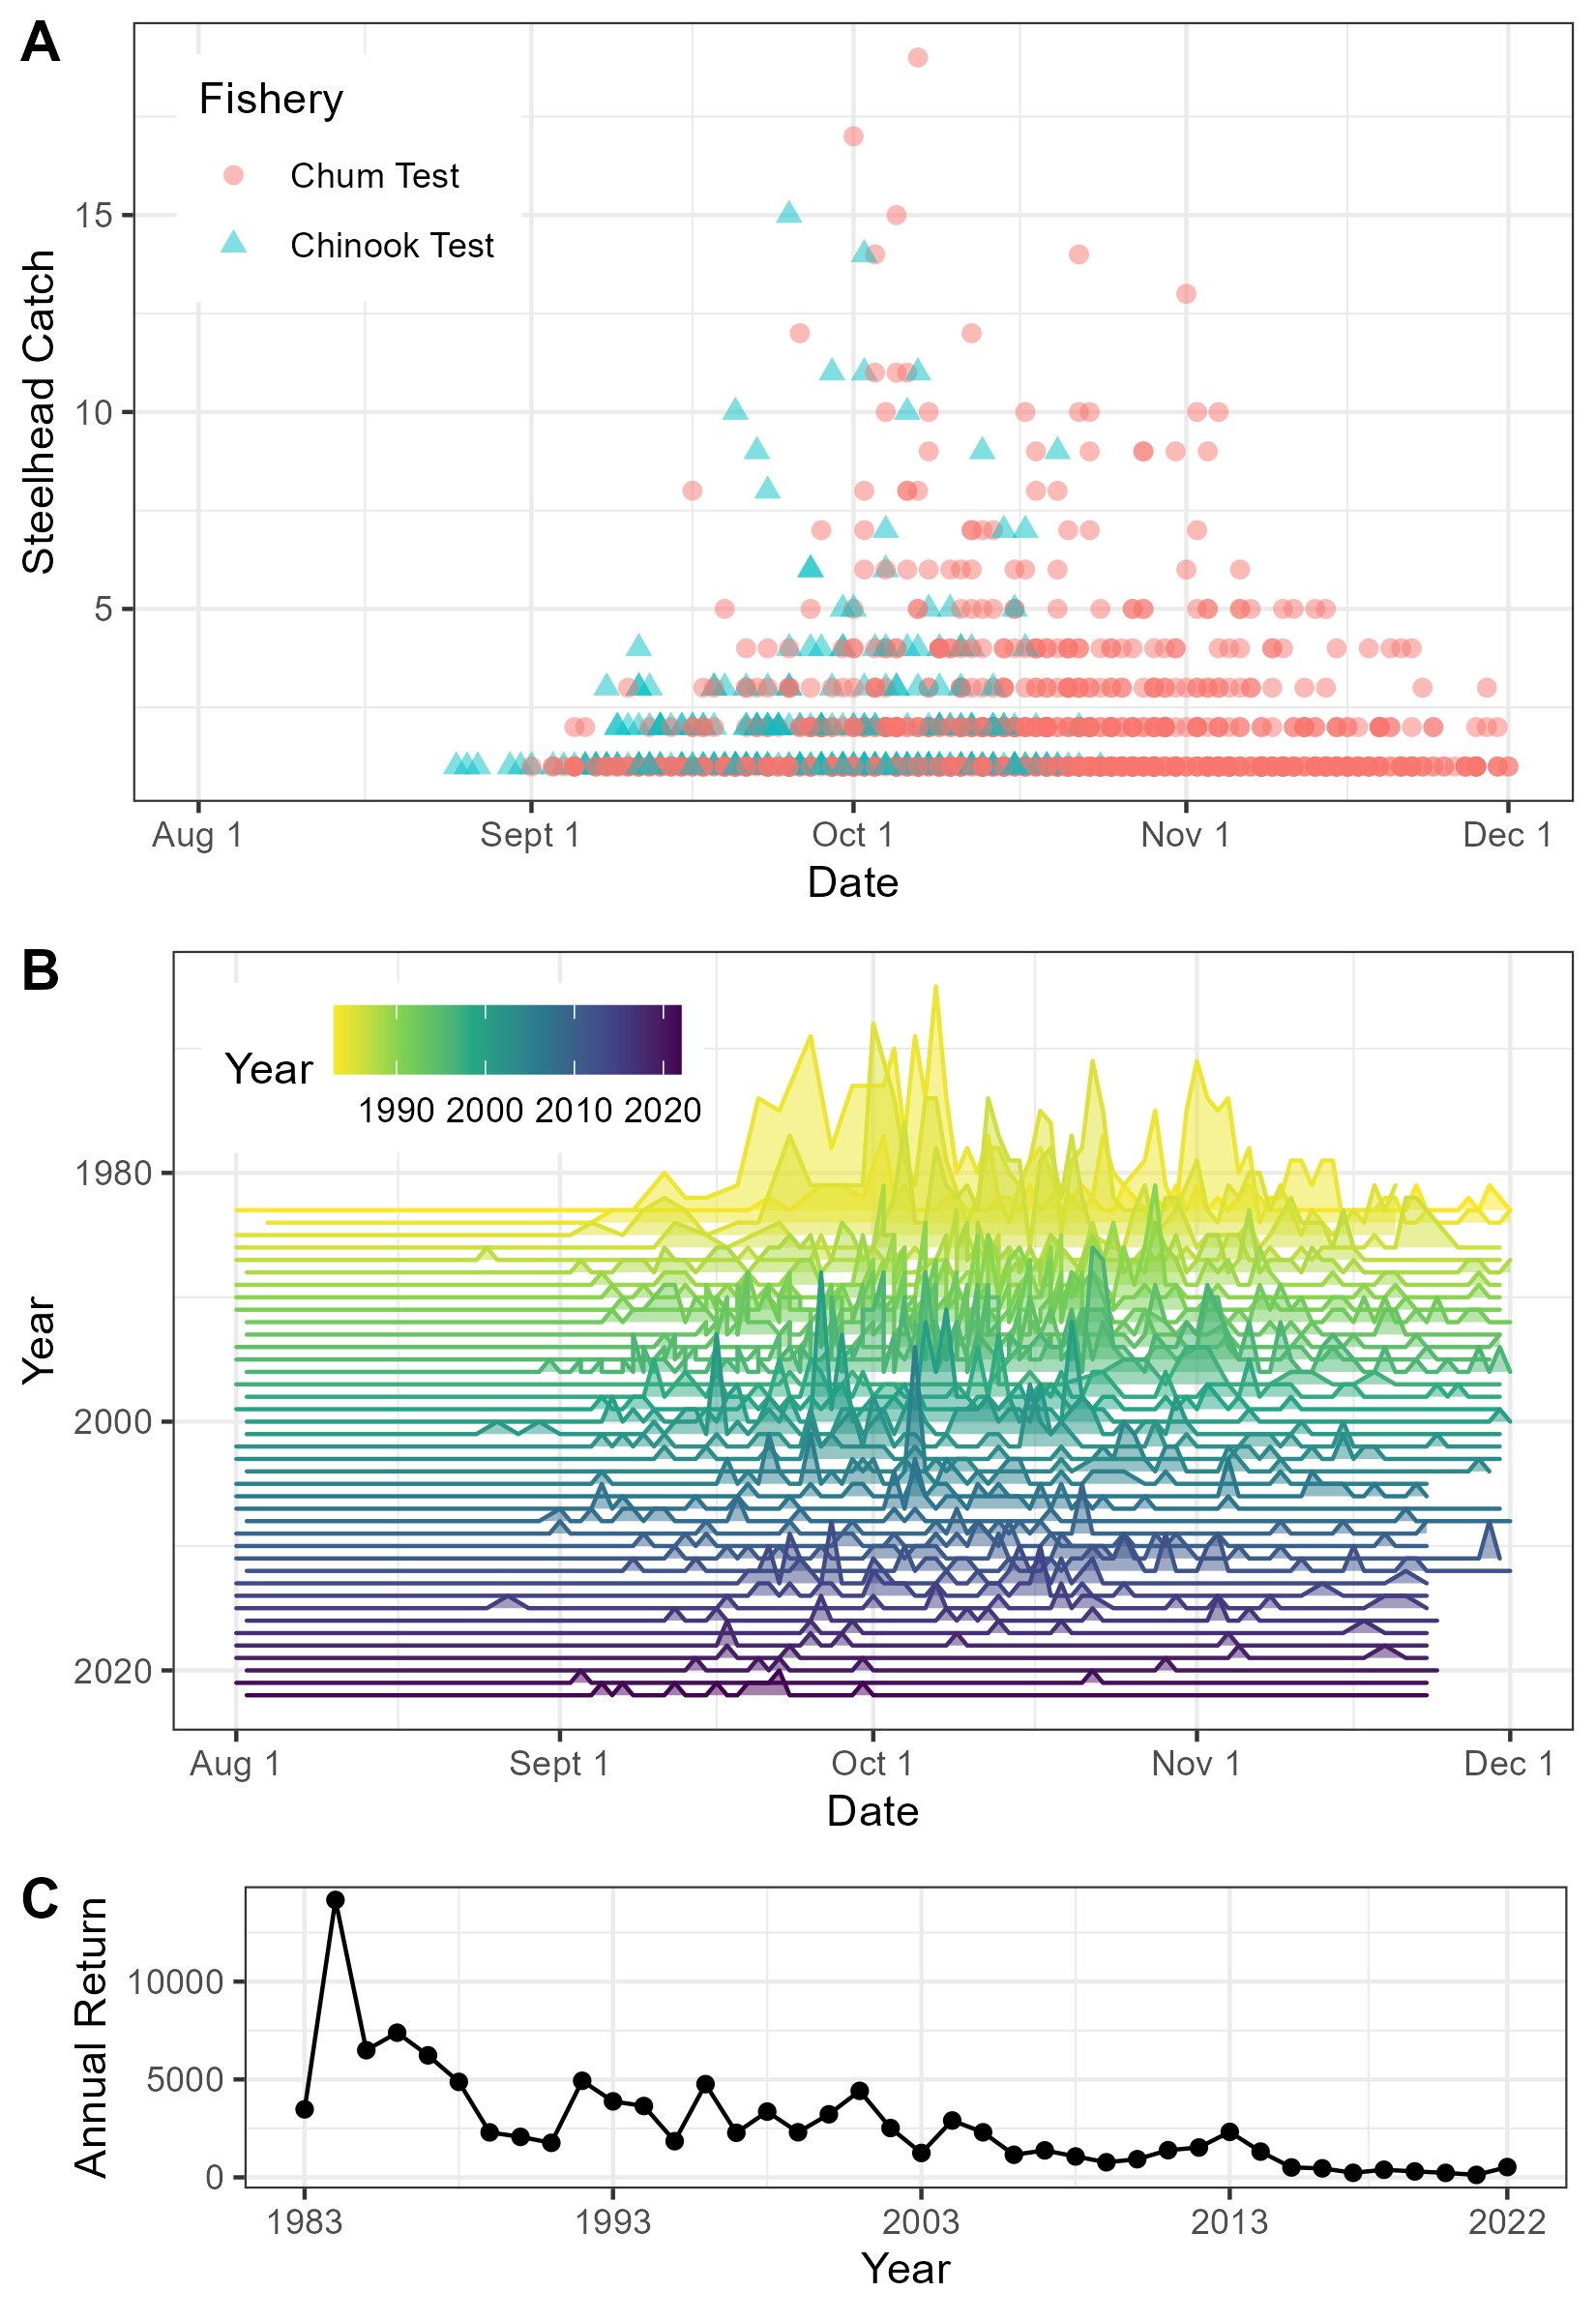 A
Fishery
Chum Test
Chinook Test
Steelhead Catch
15
10
5
Aug 1 Sept 1 Oct 1 Nov 1 Dec 1
Date
B
Year
1990 2000 2010 2020
Year
1980
2000
2020
Aug 1 Sept 1 Oct 1 Nov 1 Dec 1
Date
C
Annual Return
10000
5000
0
1983 1993 2003 2013 2022
Year